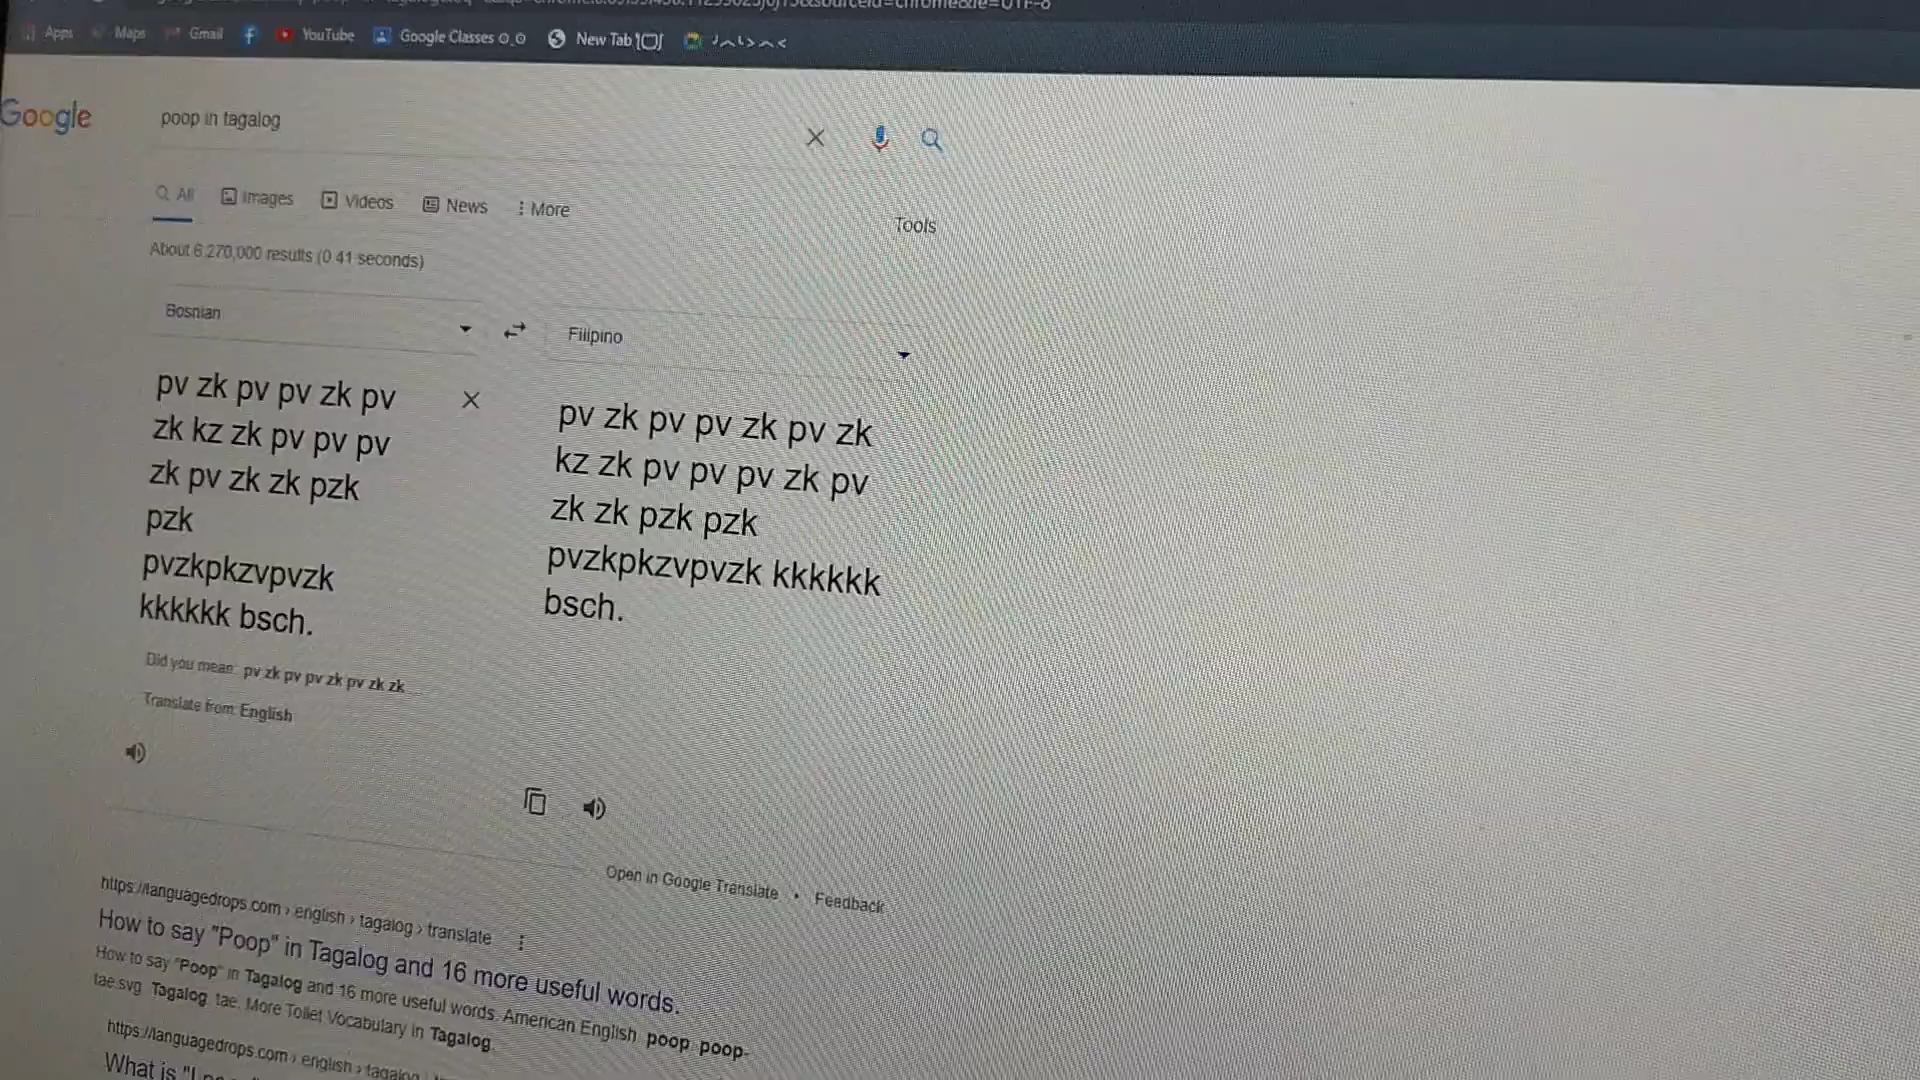 Apps Maps Gmail YouTube Google Classes ʘ_ʘ New Tab
Google poop in tagalog
All Images Videos News More Tools
About 6,270,000 results (0.41 seconds)
Bosnian Filipino
pv zk pv pv zk pv
zk kz zk pv pv pv
zk pv zk zk pzk
pzk
pvzkpkzvpvzk
kkkkkk bsch.
pv zk pv pv zk pv zk
kz zk pv pv pv zk pv
zk zk pzk pzk
pvzkpkzvpvzk kkkkkk
bsch.
Did you mean: pv zk pv pv zk pv zk zk ...
Translate from: English
Open in Google Translate • Feedback
https://languagedrops.com › english › tagalog › translate
How to say "Poop" in Tagalog and 16 more useful words.
How to say "Poop" in Tagalog and 16 more useful words. American English. poop. poop-
tae.svg. Tagalog. tae. More Toilet Vocabulary in Tagalog.
https://languagedrops.com › english › tagalog
What is